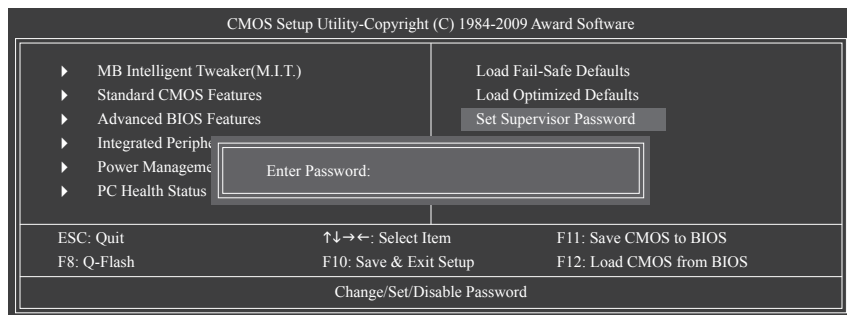 CMOS Setup Utility-Copyright (C) 1984-2009 Award Software
MB Intelligent Tweaker(M.I.T.)
Standard CMOS Features
Advanced BIOS Features
Integrated
Power
PC Health Status
Load Fail-Safe Defaults
Load Optimized Defaults
Set Supervisor Password
Enter Password:
ESC: Quit
↑↓→←: Select Item
F11: Save CMOS to BIOS
F8: Q-Flash
F10: Save & Exit Setup
F12: Load CMOS from BIOS
Change/Set/Disable Password